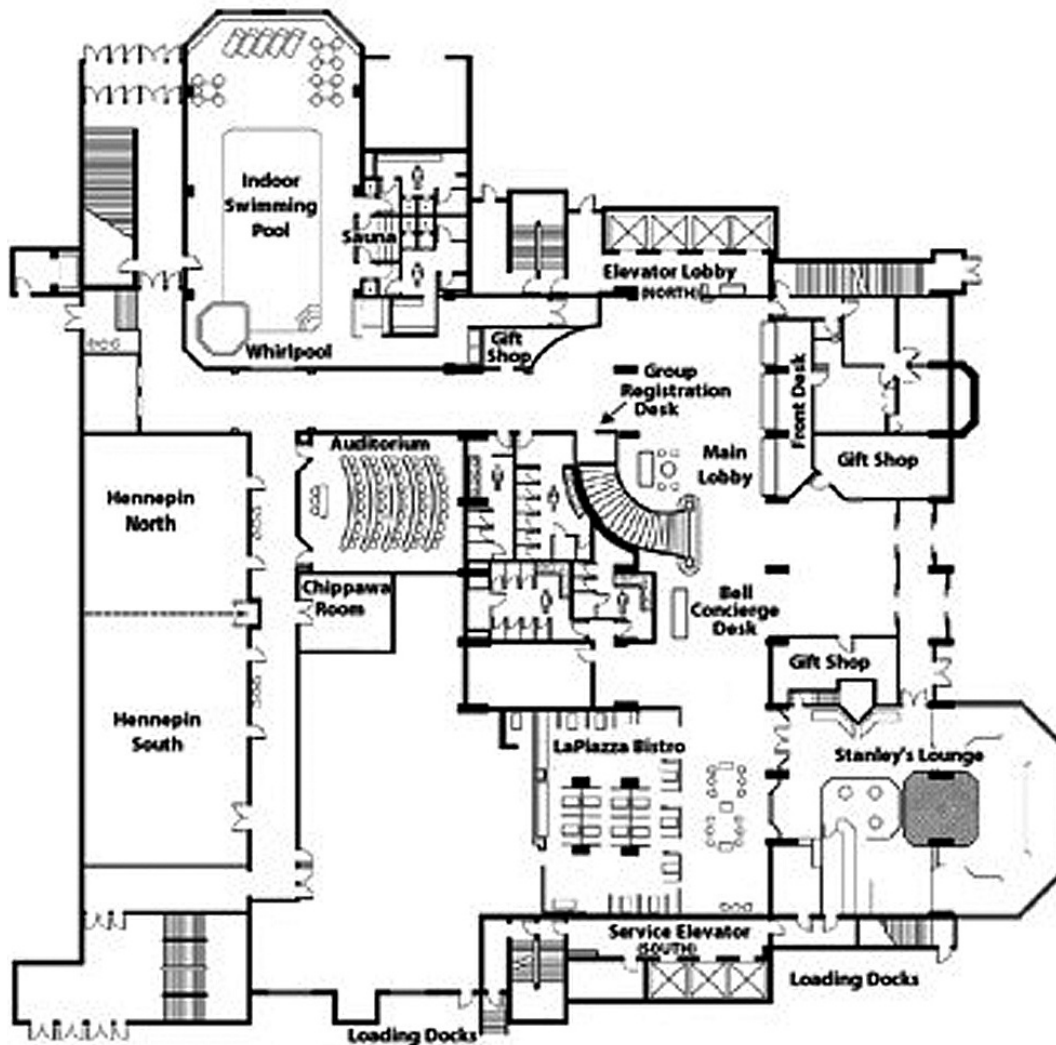 Indoor
Swimming
Pool
Sauna
Whirlpool
Elevator Lobby
(NORTH)
Gift
Shop
Group
Registration
Desk
Front Desk
Main
Lobby
Gift Shop
Auditorium
Hennepin
North
Chippawa
Room
Bell
Concierge
Desk
Gift Shop
Hennepin
South
LaPiazza Bistro
Stanley's Lounge
Service Elevator
(SOUTH)
Loading Docks
Loading Docks